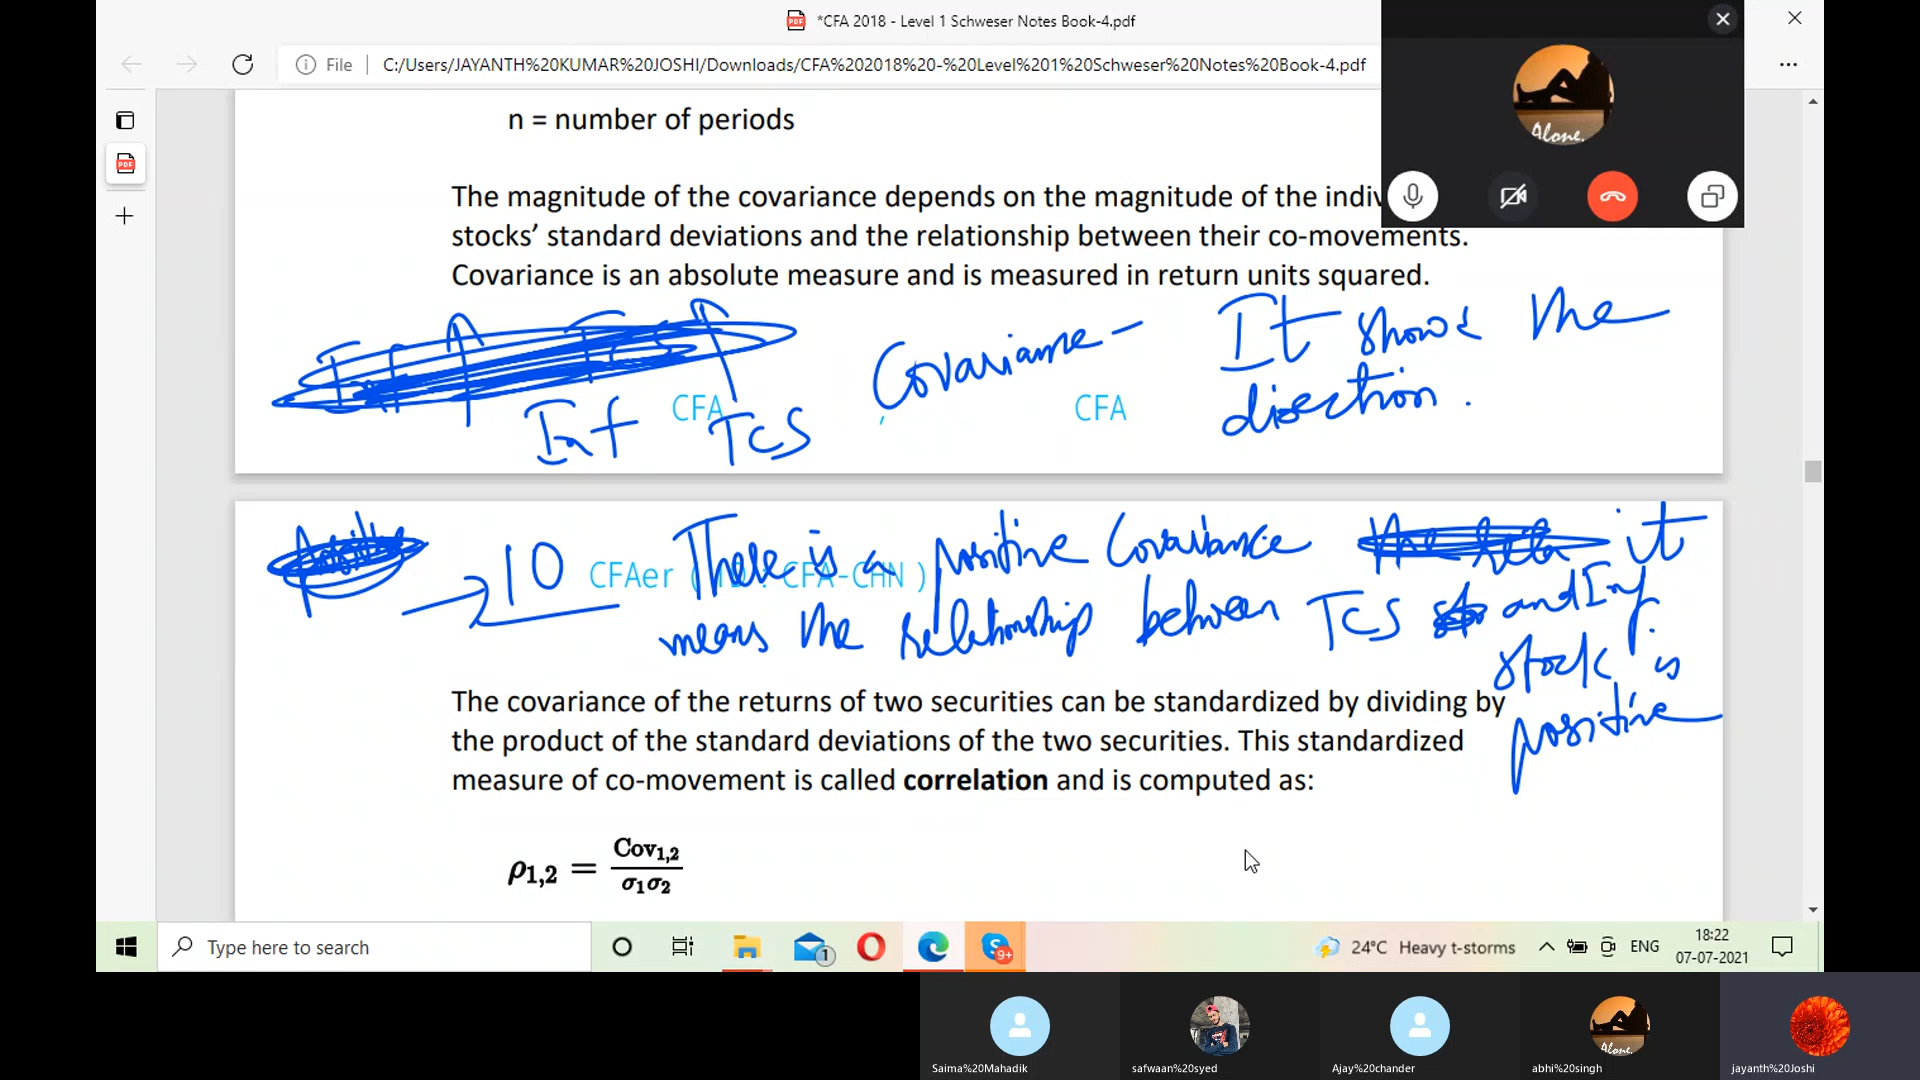 *CFA 2018 - Level 1 Schweser Notes Book-4.pdf
File
C:/Users/JAYANTH%20KUMAR%20JOSHI/Downloads/CFA%202018%20-%20Level%201%20Schweser%20Notes%20Book-4.pdf
Alone.
n = number of periods
The magnitude of the covariance depends on the magnitude of the indiv
stocks’ standard deviations and the relationship between their co-movements.
Covariance is an absolute measure and is measured in return units squared.
Covariance - It shows the
direction.
CFA CFA
Inf TCS
10 There is a positive Covariance it
CFAer ( ID : CFA-CHN )
means the relationship between TCS and Inf.
stock is
positive
The covariance of the returns of two securities can be standardized by dividing by
the product of the standard deviations of the two securities. This standardized
measure of co-movement is called correlation and is computed as:
ρ1,2 = Cov1,2 / σ1σ2
Type here to search
1
9+
24°C Heavy t-storms
ENG
18:22
07-07-2021
Saima%20Mahadik
safwaan%20syed
Ajay%20chander
Alone.
abhi%20singh
jayanth%20Joshi